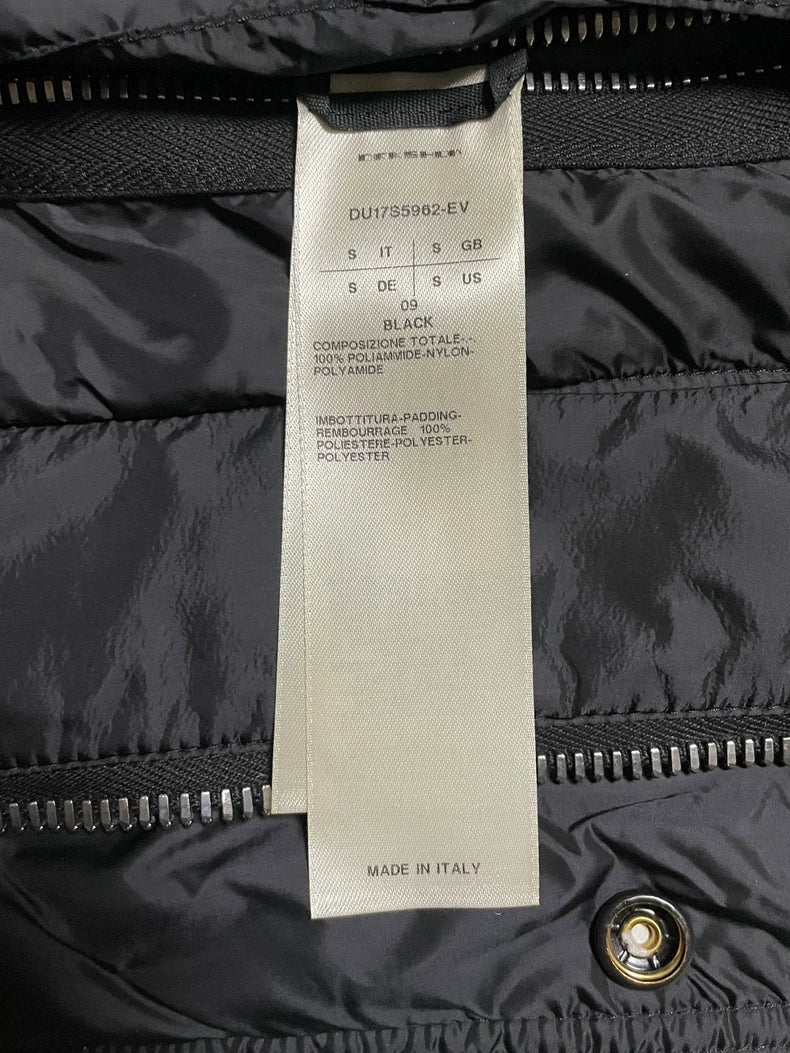 DRKSHDW
DU17S5962-EV
S IT S GB
S DE S US
09
BLACK
COMPOSIZIONE TOTALE-.-.
100% POLIAMMIDE-NYLON-
POLYAMIDE
IMBOTTITURA-PADDING-
REMBOURRAGE 100%
POLIESTERE-POLYESTER-
POLYESTER
MADE IN ITALY